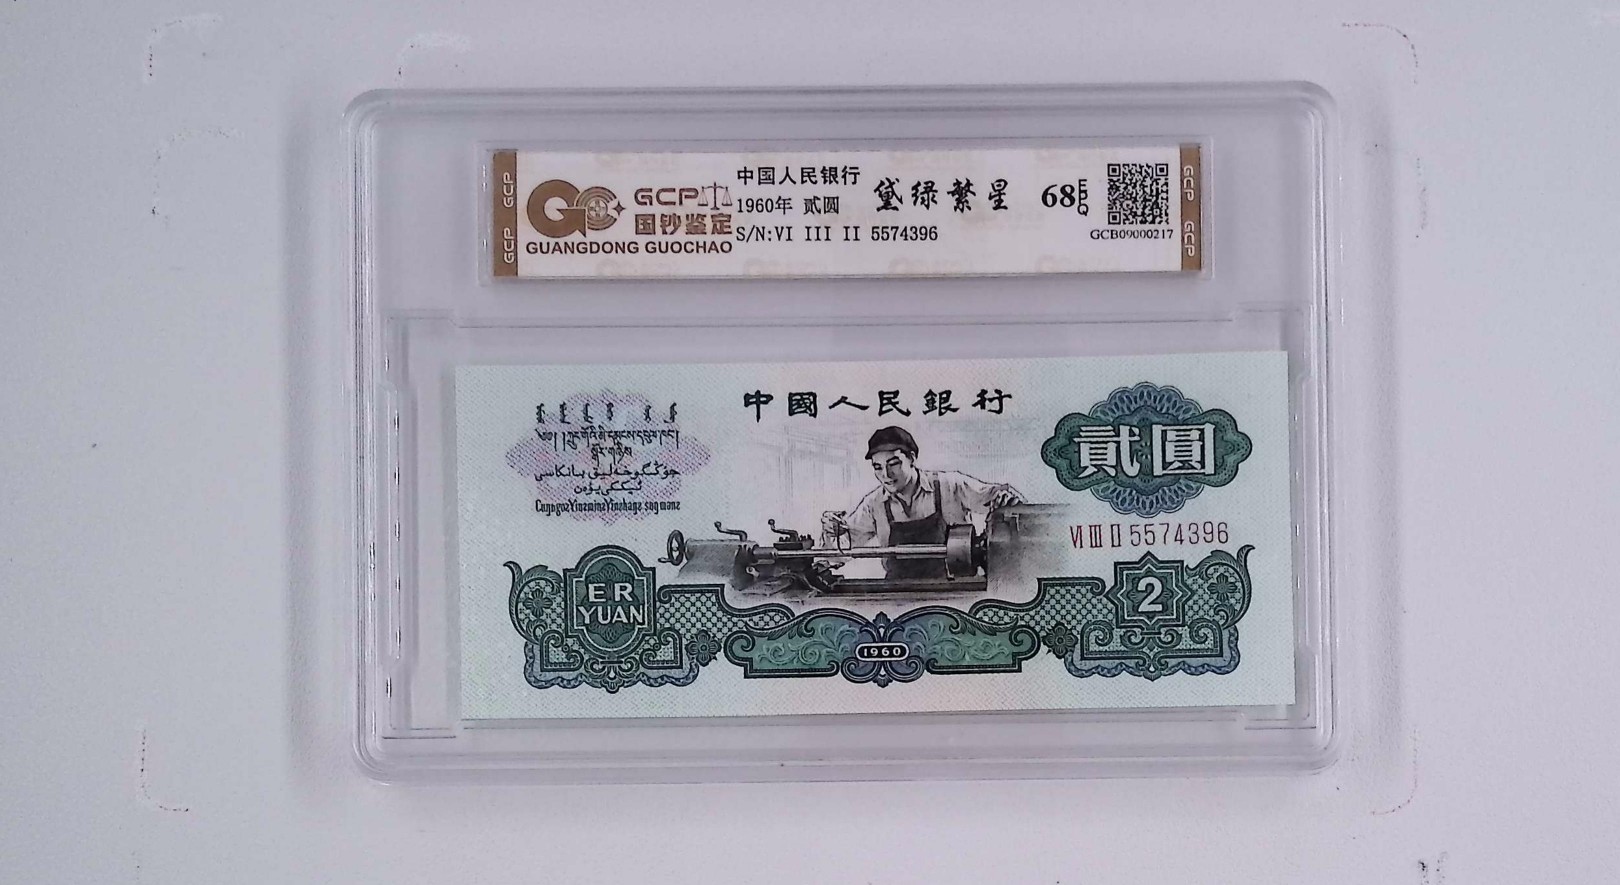 GCP
GCP
GCP
国钞鉴定
GUANGDONG GUOCHAO
中国人民银行
1960年 贰圆
S/N:VI III II 5574396
黛绿繁星
68EPQ
GCB09000217
GCP
GCP
中國人民銀行
貳圓
VI III II 5574396
ER
YUAN
1960
2